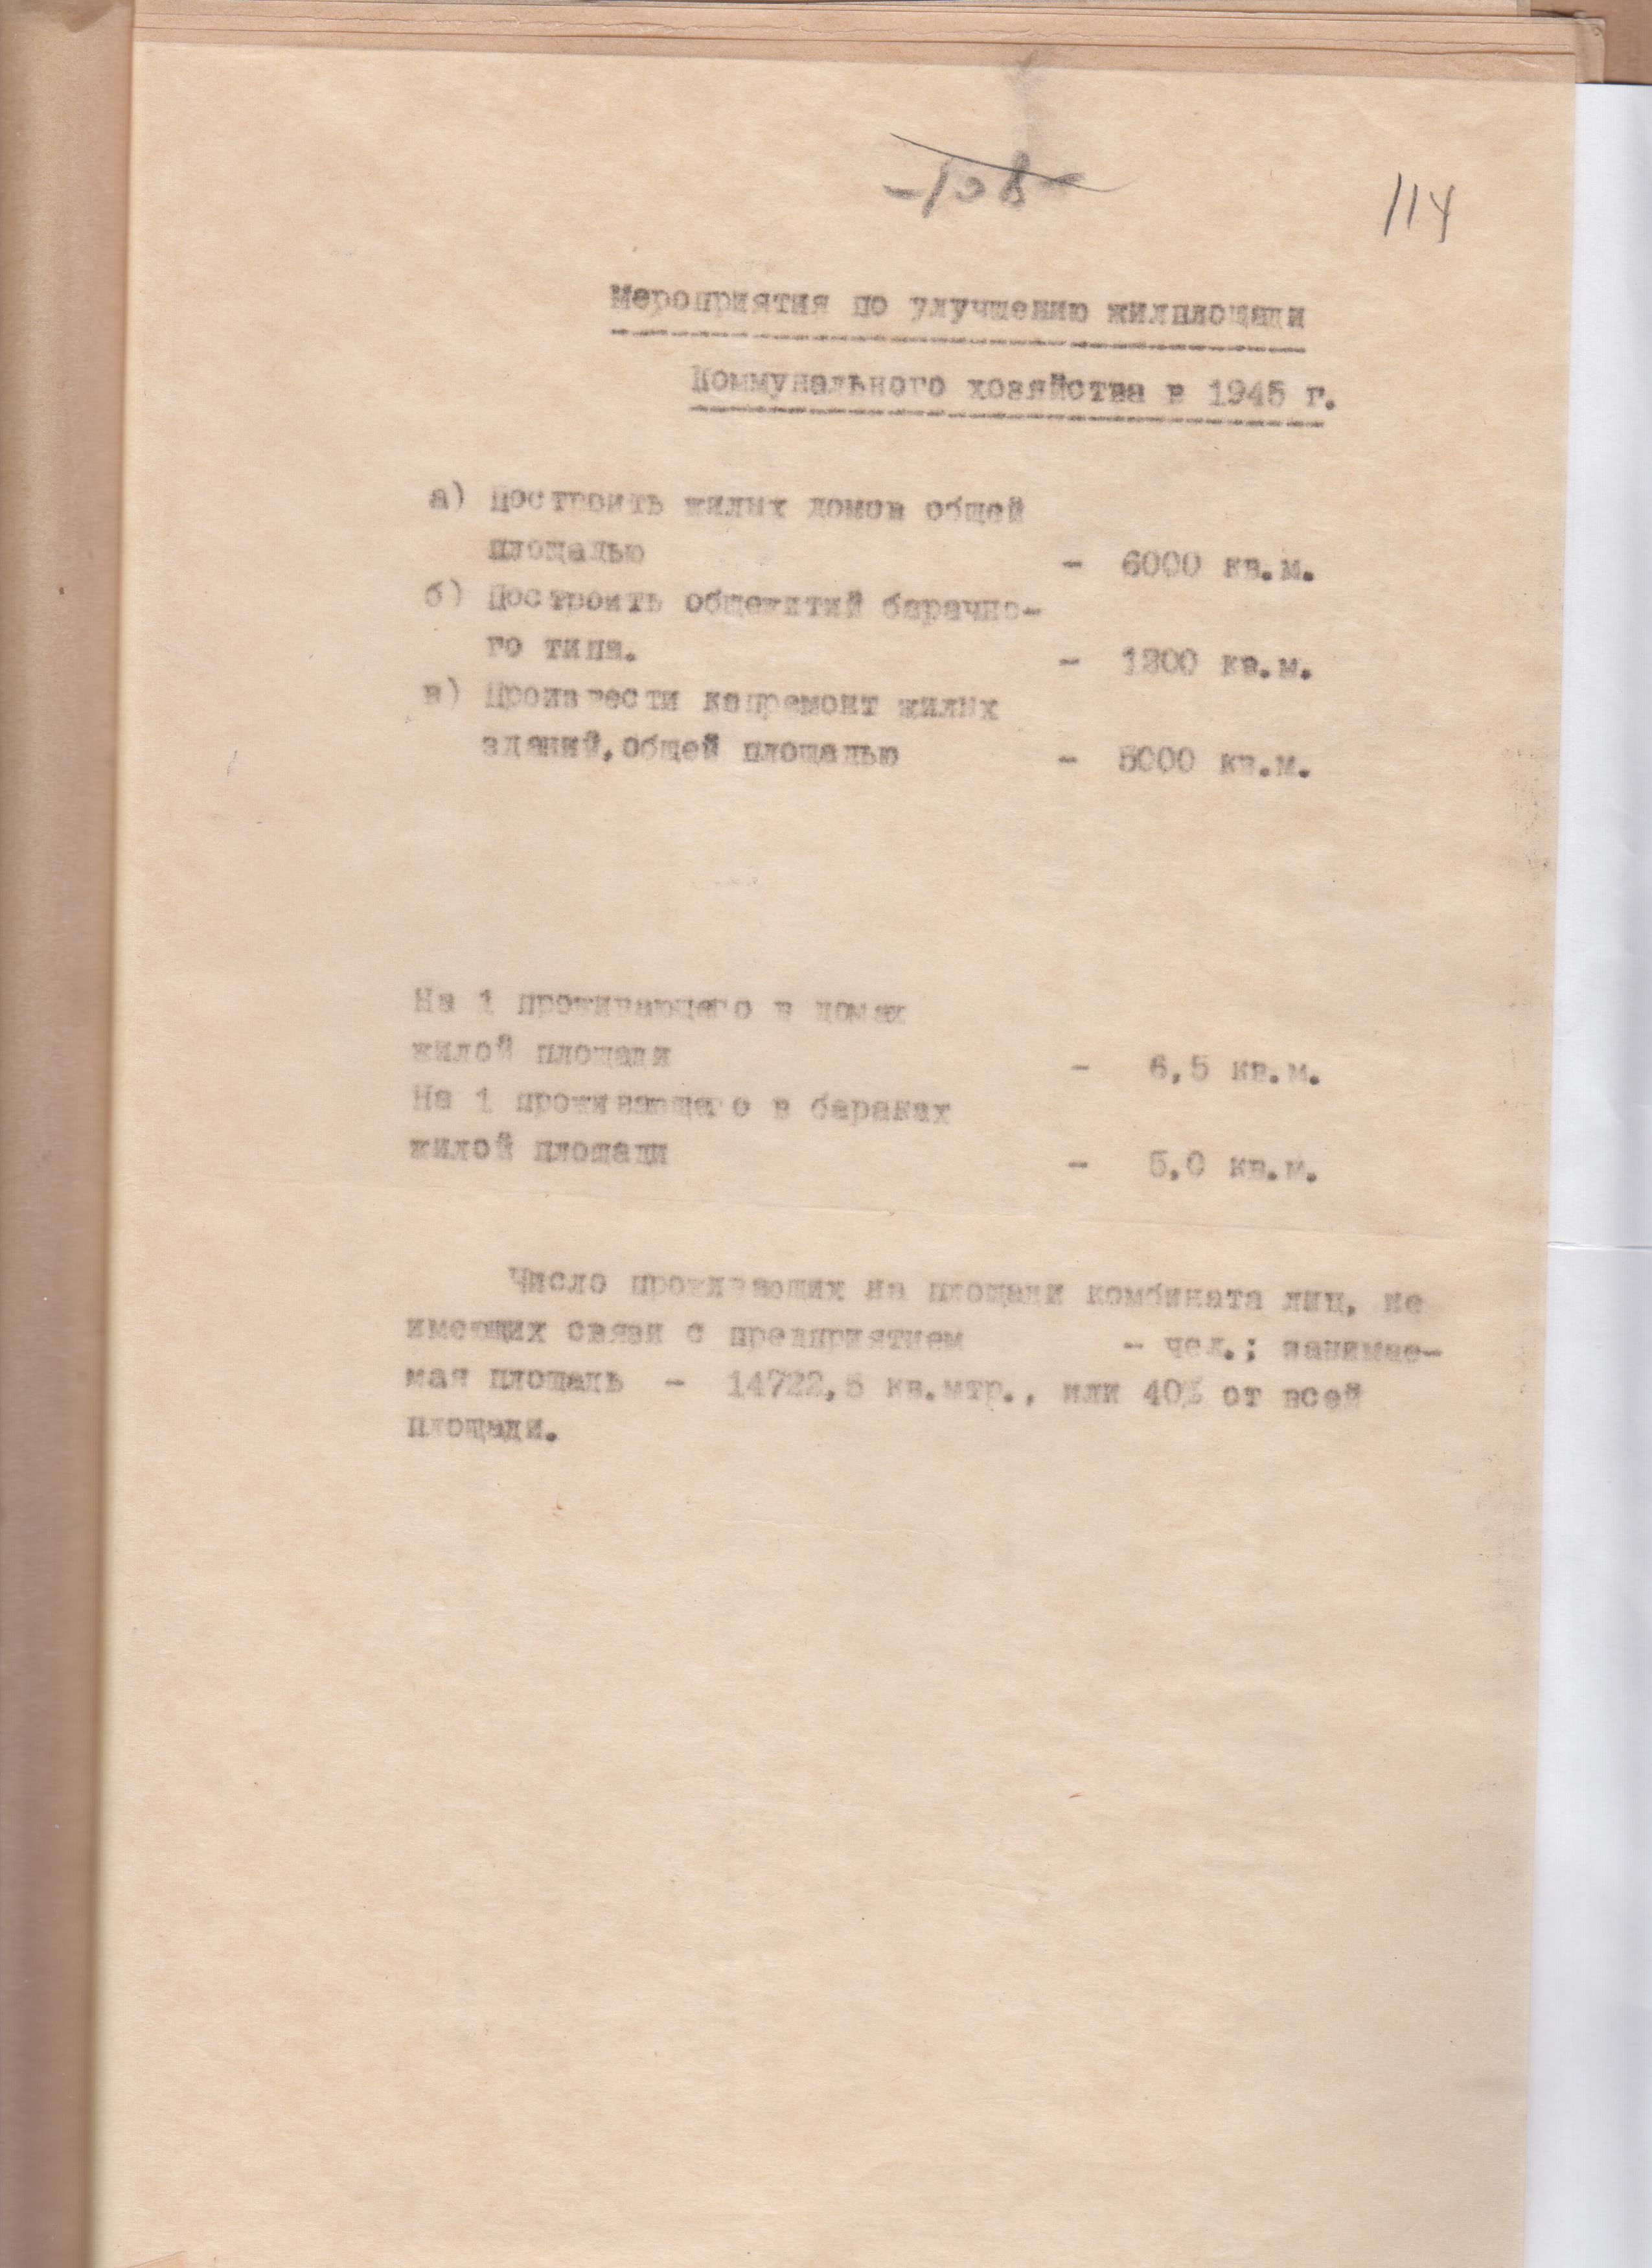 -108-
114
Мероприятия по улучшению жилплощади
Коммунального хозяйства в 1945 г.
а) Построить жилых домов общей
площадью - 6000 кв.м.
б) Построить общежитий барачно-
го типа. - 1200 кв.м.
в) Произвести капремонт жилых
зданий,общей площадью - 5000 кв.м.
На 1 проживающего в домах
жилой площади - 6,5 кв.м.
На 1 проживающего в бараках
жилой площади - 5,0 кв.м.
Число проживающих на площади комбината лиц, не
имеющих связи с предприятием - чел.; занимае-
мая площадь - 14722,5 кв.мтр., или 40% от всей
площади.